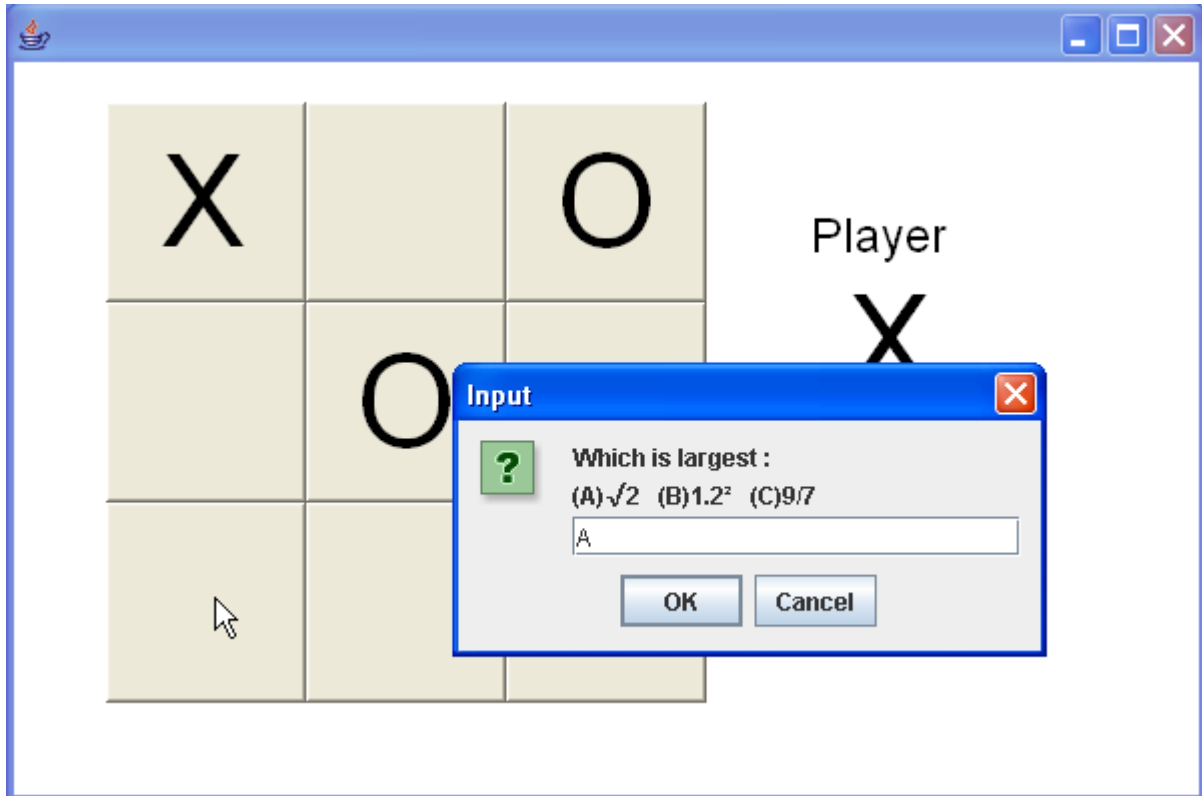 X O
Player
X
O
Input
?
Which is largest :
(A)√2 (B)1.2² (C)9/7
A
OK Cancel